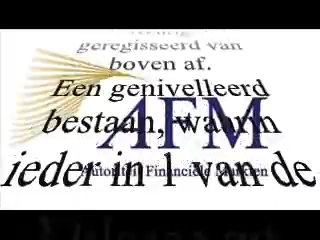 geregisseerd van
boven af.
Een genivelleerd
bestaan, waarin
ieder in 1 van de
AFM
Autoriteit Financiële Markten